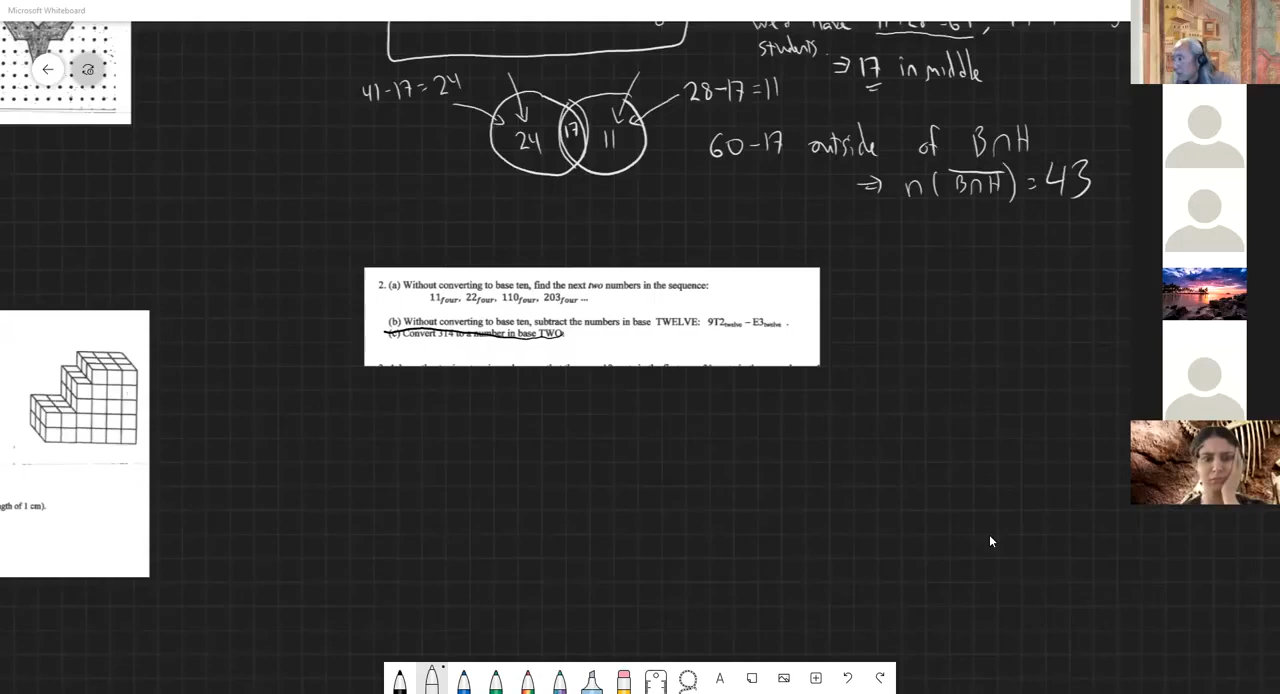 Microsoft Whiteboard
students.
⇒ 17 in middle
41-17=24
28-17=11
24
17
11
60-17 outside of B∩H
⇒ n(B∩H) = 43
2. (a) Without converting to base ten, find the next two numbers in the sequence:
11four, 22four, 110four, 203four ...
(b) Without converting to base ten, subtract the numbers in base TWELVE: 9T2twelve – E3twelve .
(c) Convert 314 to a number in base TWO.
gth of 1 cm).